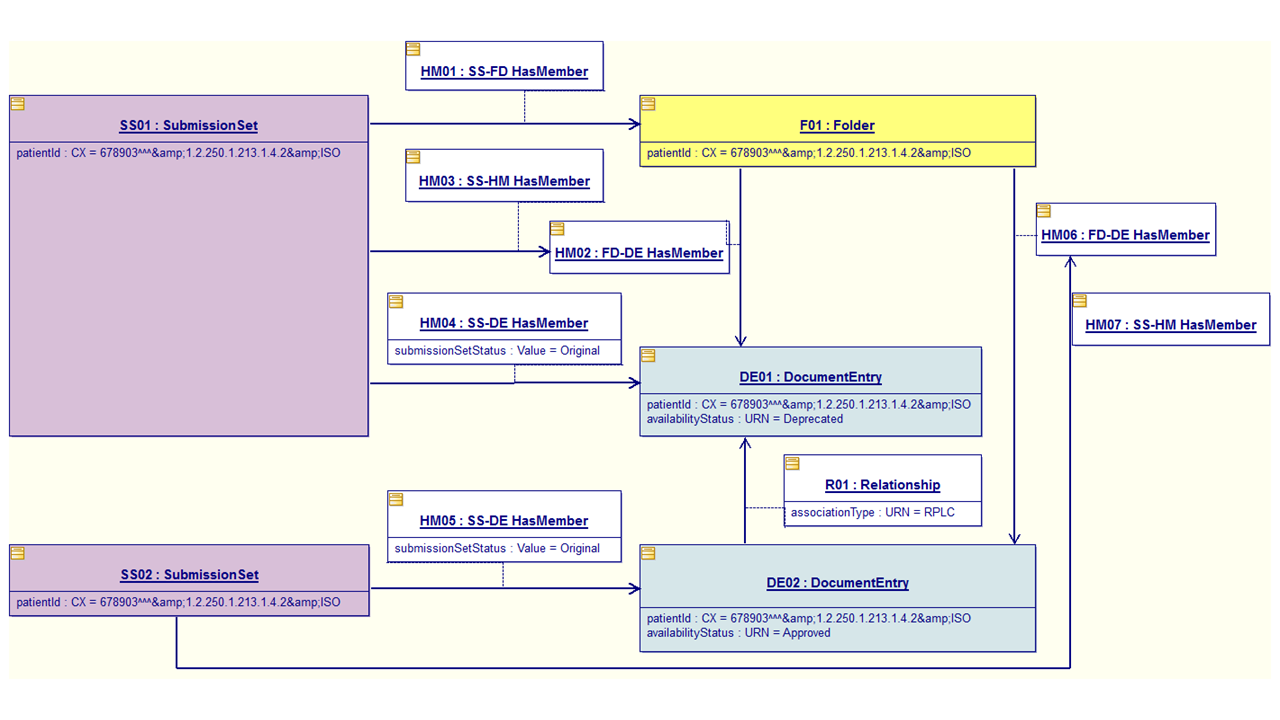 HM01 : SS-FD HasMember
SS01 : SubmissionSet
patientId : CX = 678903^^^&amp;1.2.250.1.213.1.4.2&amp;ISO
F01 : Folder
patientId : CX = 678903^^^&amp;1.2.250.1.213.1.4.2&amp;ISO
HM03 : SS-HM HasMember
HM02 : FD-DE HasMember
HM06 : FD-DE HasMember
HM04 : SS-DE HasMember
submissionSetStatus : Value = Original
HM07 : SS-HM HasMember
DE01 : DocumentEntry
patientId : CX = 678903^^^&amp;1.2.250.1.213.1.4.2&amp;ISO
availabilityStatus : URN = Deprecated
R01 : Relationship
associationType : URN = RPLC
HM05 : SS-DE HasMember
submissionSetStatus : Value = Original
SS02 : SubmissionSet
patientId : CX = 678903^^^&amp;1.2.250.1.213.1.4.2&amp;ISO
DE02 : DocumentEntry
patientId : CX = 678903^^^&amp;1.2.250.1.213.1.4.2&amp;ISO
availabilityStatus : URN = Approved